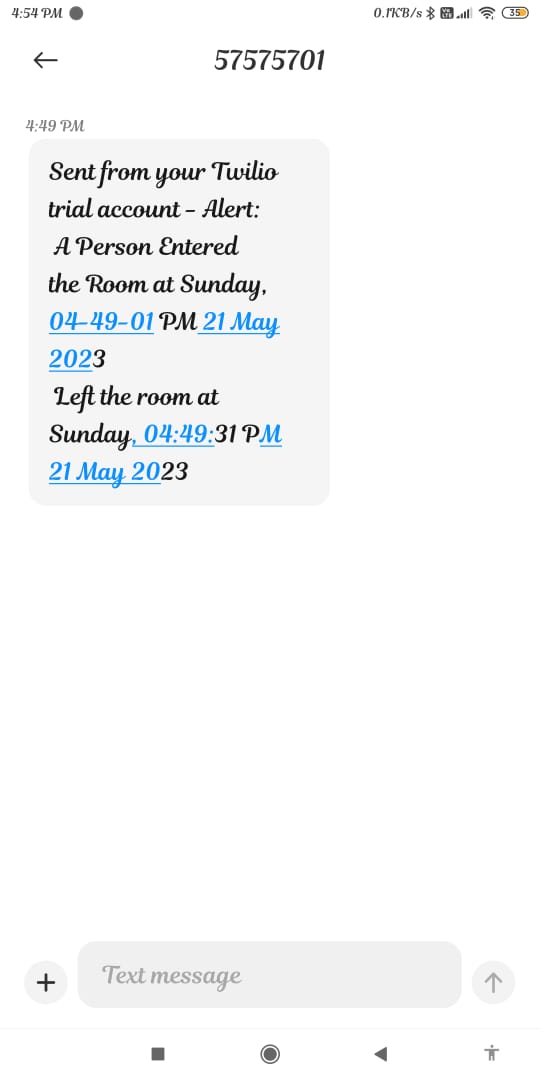 4:54 PM
0.1KB/s
35
57575701
4:49 PM
Sent from your Twilio
trial account - Alert:
A Person Entered
the Room at Sunday,
04-49-01 PM 21 May
2023
Left the room at
Sunday, 04:49:31 PM
21 May 2023
Text message